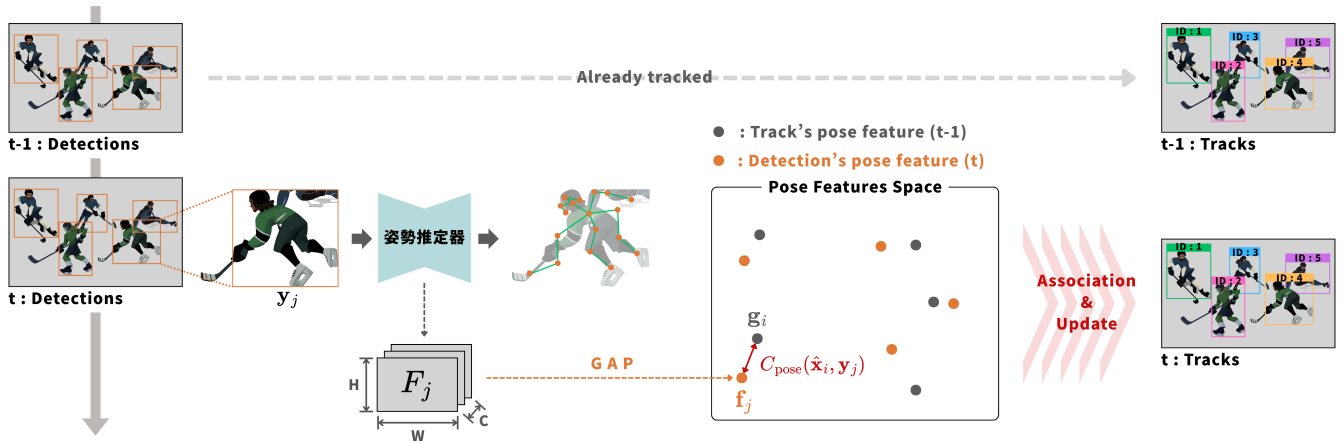 ID : 1
ID : 3
ID : 5
ID : 2
ID : 4
Already tracked
t-1 : Detections
t-1 : Tracks
: Track's pose feature (t-1)
: Detection's pose feature (t)
Pose Features Space
姿勢推定器
y_j
t : Detections
ID : 1
ID : 3
ID : 5
ID : 2
ID : 4
Association
&
Update
t : Tracks
g_i
C_pose(x̂_i, y_j)
f_j
GAP
H
F_j
W
C